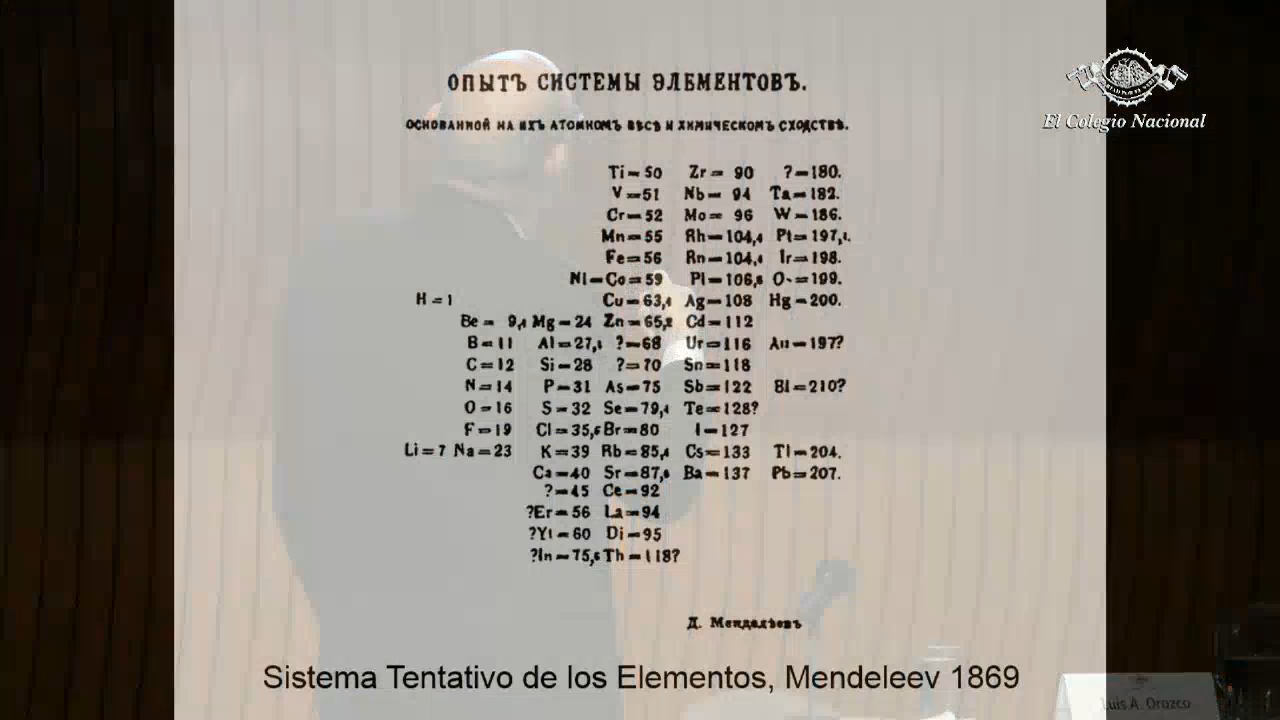 El Colegio Nacional
ОПЫТЪ СИСТЕМЫ ЭЛЕМЕНТОВЪ.
ОСНОВАННОЙ НА ИХЪ АТОМНОМЪ ВѢСѢ И ХИМИЧЕСКОМЪ СХОДСТВѢ.
Ti=50 Zr=90 ?=180.
V=51 Nb=94 Ta=182.
Cr=52 Mo=96 W=186.
Mn=55 Rh=104,4 Pt=197,1.
Fe=56 Rn=104,4 Ir=198.
Ni=Co=59 Pl=106,6 O-=199.
H=1 Cu=63,4 Ag=108 Hg=200.
Be=9,4 Mg=24 Zn=65,2 Cd=112
B=11 Al=27,1 ?=68 Ur=116 Au=197?
C=12 Si=28 ?=70 Sn=118
N=14 P=31 As=75 Sb=122 Bi=210?
O=16 S=32 Se=79,4 Te=128?
F=19 Cl=35,5 Br=80 I=127
Li=7 Na=23 K=39 Rb=85,4 Cs=133 Tl=204.
Ca=40 Sr=87,6 Ba=137 Pb=207.
?=45 Ce=92
?Er=56 La=94
?Yt=60 Di=95
?In=75,6 Th=118?
Д. Менделѣевъ
Sistema Tentativo de los Elementos, Mendeleev 1869
Luis A. Orozco